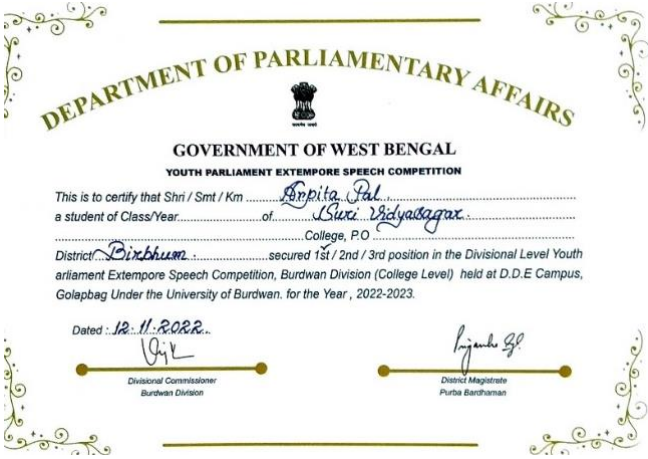 DEPARTMENT OF PARLIAMENTARY AFFAIRS
GOVERNMENT OF WEST BENGAL
YOUTH PARLIAMENT EXTEMPORE SPEECH COMPETITION
This is to certify that Shri / Smt / Km Arpita Pal
a student of Class/Year of Suri Vidyasagar
College, P.O
District Birbhum. secured 1st / 2nd / 3rd position in the Divisional Level Youth
arliament Extempore Speech Competition, Burdwan Division (College Level) held at D.D.E Campus,
Golapbag Under the University of Burdwan. for the Year , 2022-2023.
Dated : 12.11.2022.
Divisional Commissioner
Burdwan Division
District Magistrate
Purba Bardhaman